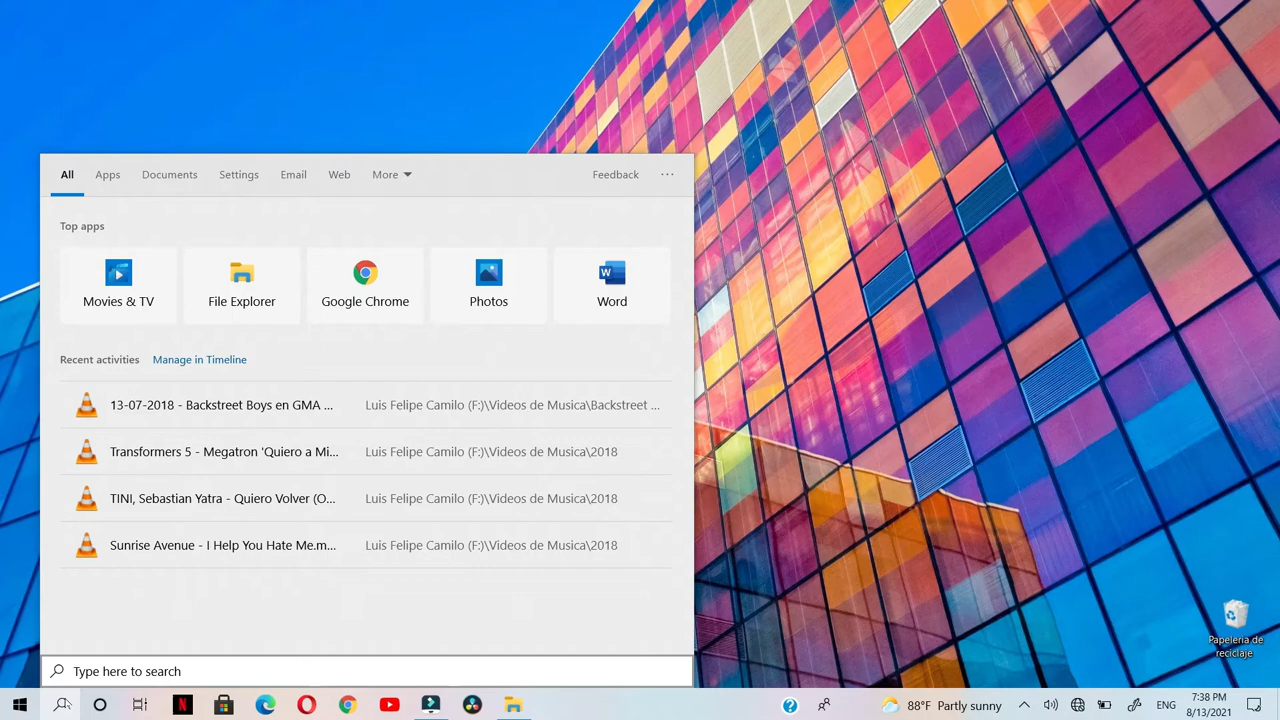 All Apps Documents Settings Email Web More Feedback ...
Top apps
Movies & TV File Explorer Google Chrome Photos Word
Recent activities Manage in Timeline
13-07-2018 - Backstreet Boys en GMA ... Luis Felipe Camilo (F:)\Videos de Musica\Backstreet ...
Transformers 5 - Megatron 'Quiero a Mi... Luis Felipe Camilo (F:)\Videos de Musica\2018
TINI, Sebastian Yatra - Quiero Volver (O... Luis Felipe Camilo (F:)\Videos de Musica\2018
Sunrise Avenue - I Help You Hate Me.m... Luis Felipe Camilo (F:)\Videos de Musica\2018
Papelería de
reciclaje
Type here to search
88°F Partly sunny ENG 7:38 PM
8/13/2021